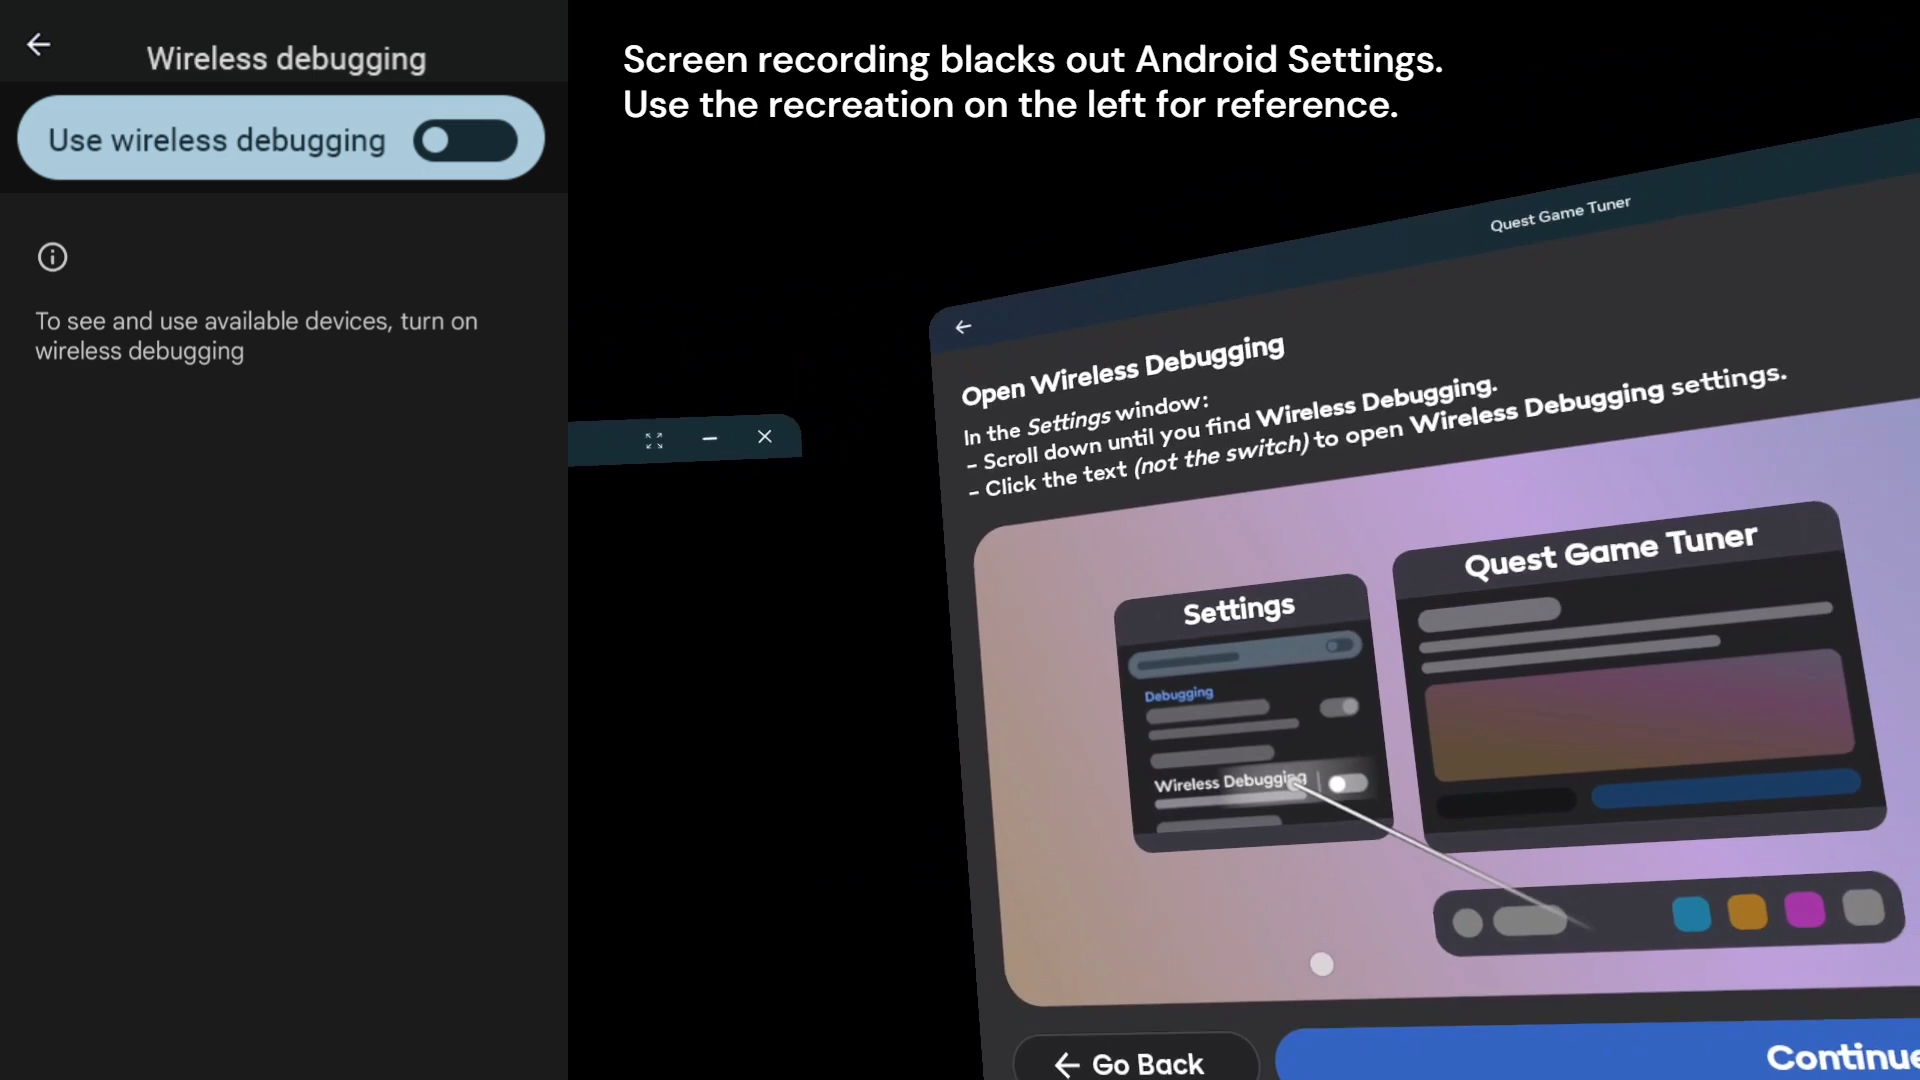 Wireless debugging
Use wireless debugging
To see and use available devices, turn on
wireless debugging
Screen recording blacks out Android Settings.
Use the recreation on the left for reference.
Quest Game Tuner
Open Wireless Debugging
In the Settings window:
- Scroll down until you find Wireless Debugging.
- Click the text (not the switch) to open Wireless Debugging settings.
Settings
Debugging
Wireless Debugging
Quest Game Tuner
Go Back
Continue